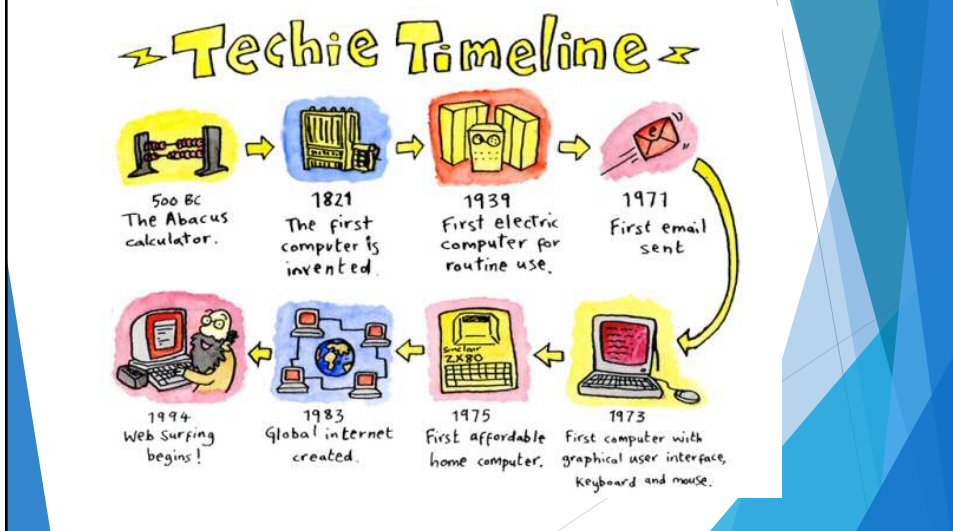 Techie Timeline
500 BC
The Abacus
calculator.
1821
The first
computer is
invented.
1939
First electric
computer for
routine use.
1971
First email
sent
e
1973
First computer with
graphical user interface,
keyboard and mouse.
Sinclair
ZX80
1975
First affordable
home computer.
1983
Global internet
created.
1994
Web Surfing
begins!